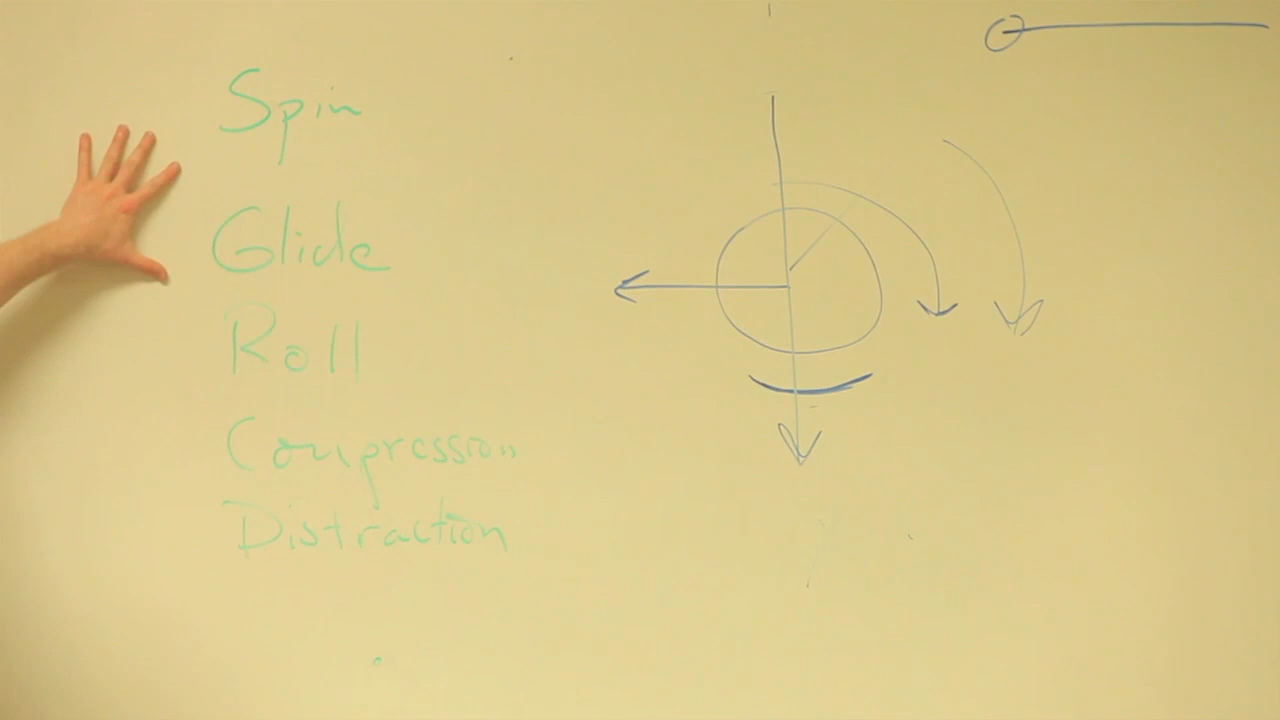 Spin
Glide
Roll
Compression
Distraction